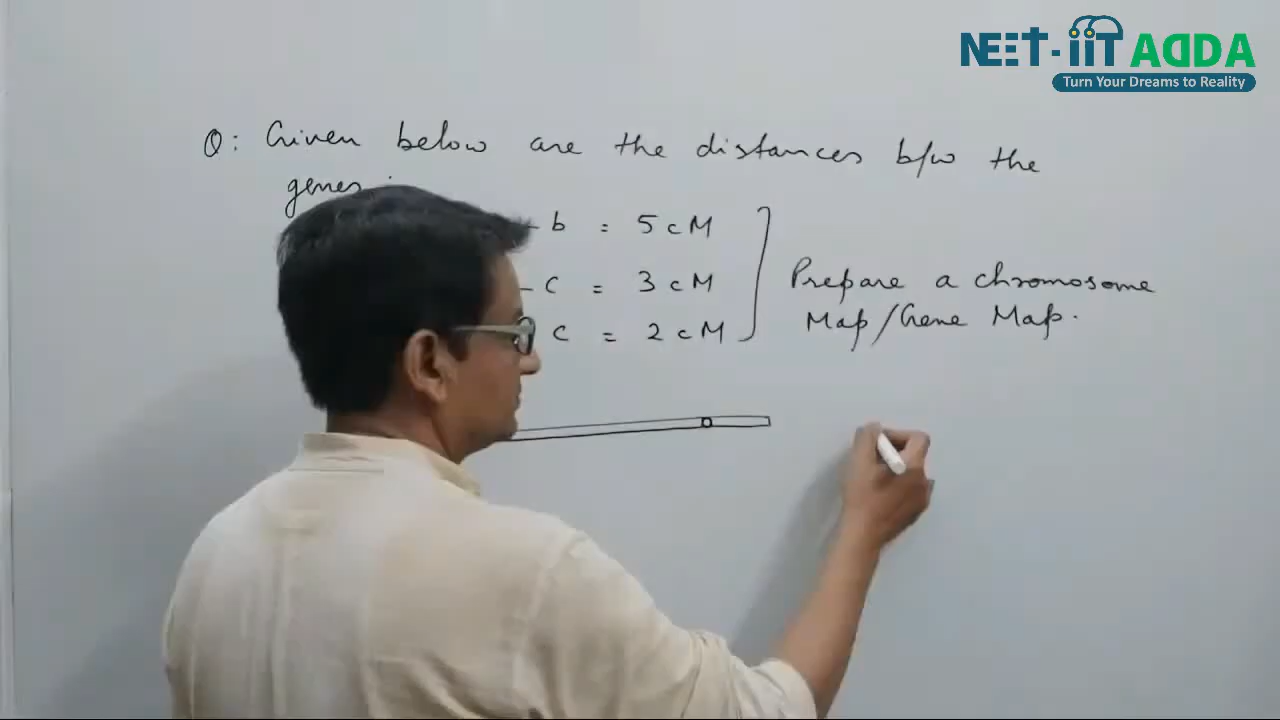 NEET-iiT ADDA
Turn Your Dreams to Reality
Q: Given below are the distances b/w the
genes
- b = 5 cM
- c = 3 cM
c = 2 cM
Prepare a chromosome
Map/Gene Map.